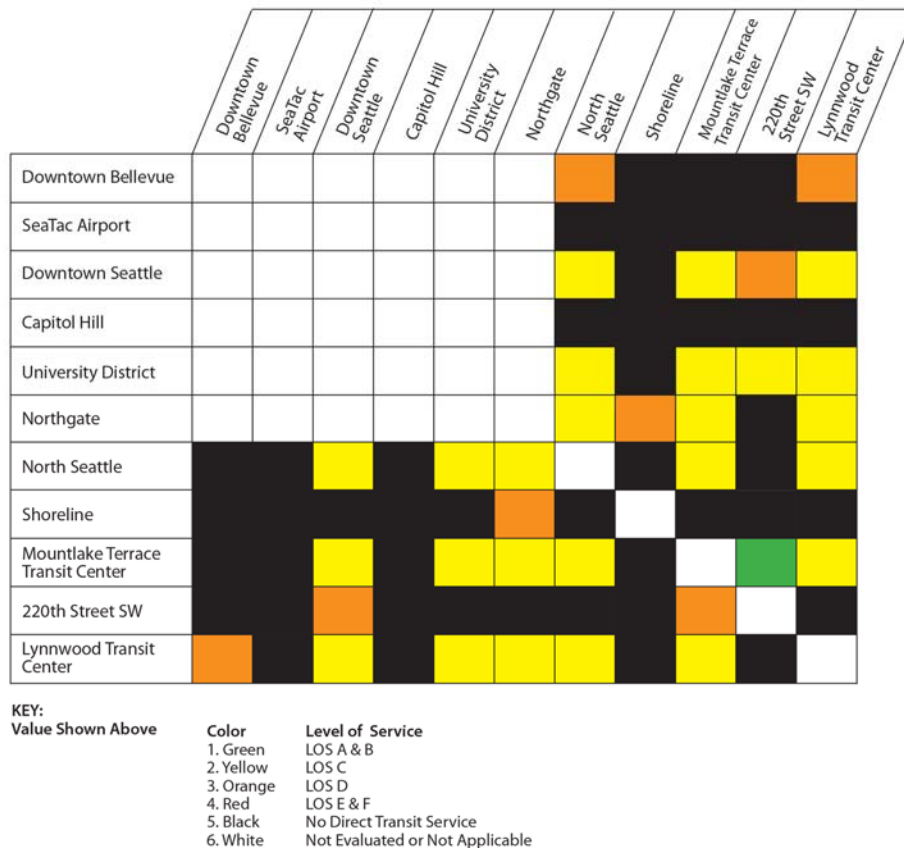 Downtown
Bellevue
SeaTac
Airport
Downtown
Seattle
Capitol Hill
University
District
Northgate
North
Seattle
Shoreline
Mountlake Terrace
Transit Center
220th
Street SW
Lynnwood
Transit Center
Downtown Bellevue
SeaTac Airport
Downtown Seattle
Capitol Hill
University District
Northgate
North Seattle
Shoreline
Mountlake Terrace
Transit Center
220th Street SW
Lynnwood Transit
Center
KEY:
Value Shown Above
Color Level of Service
1. Green LOS A & B
2. Yellow LOS C
3. Orange LOS D
4. Red LOS E & F
5. Black No Direct Transit Service
6. White Not Evaluated or Not Applicable